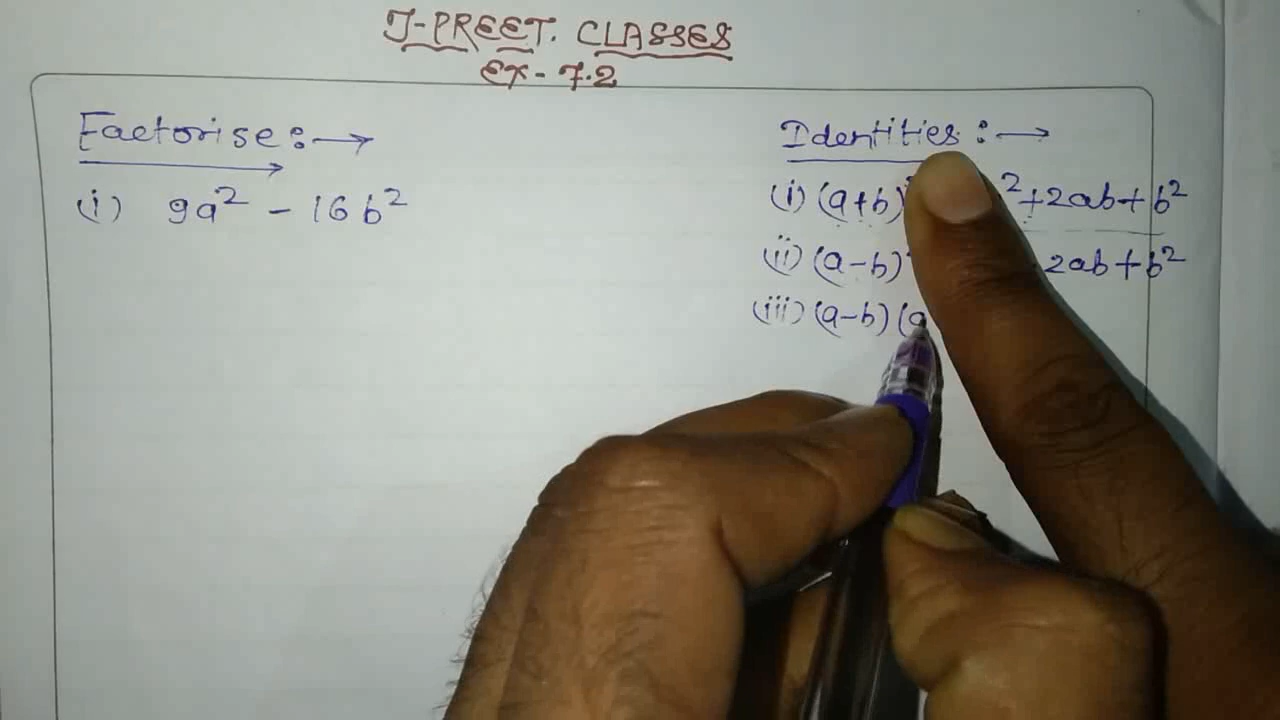 J-PREET. CLASSES
EX-7.2
Factorise:→
(i) 9a² - 16b²
Identities:→
(i) (a+b) ²+2ab+b²
(ii) (a-b) 2ab+b²
(iii) (a-b) (a